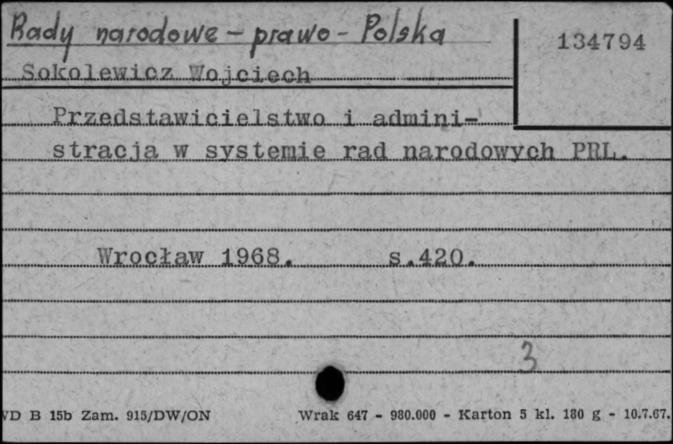 Rady narodowe - prawo - Polska
134794
Sokolewicz Wojciech
Przedstawicielstwo i admini-
stracja w systemie rad narodowych PRL.
Wrocław 1968. s.420.
3
VD B 15b Zam. 915/DW/ON Wrak 647 - 980.000 - Karton 5 kl. 180 g - 10.7.67.